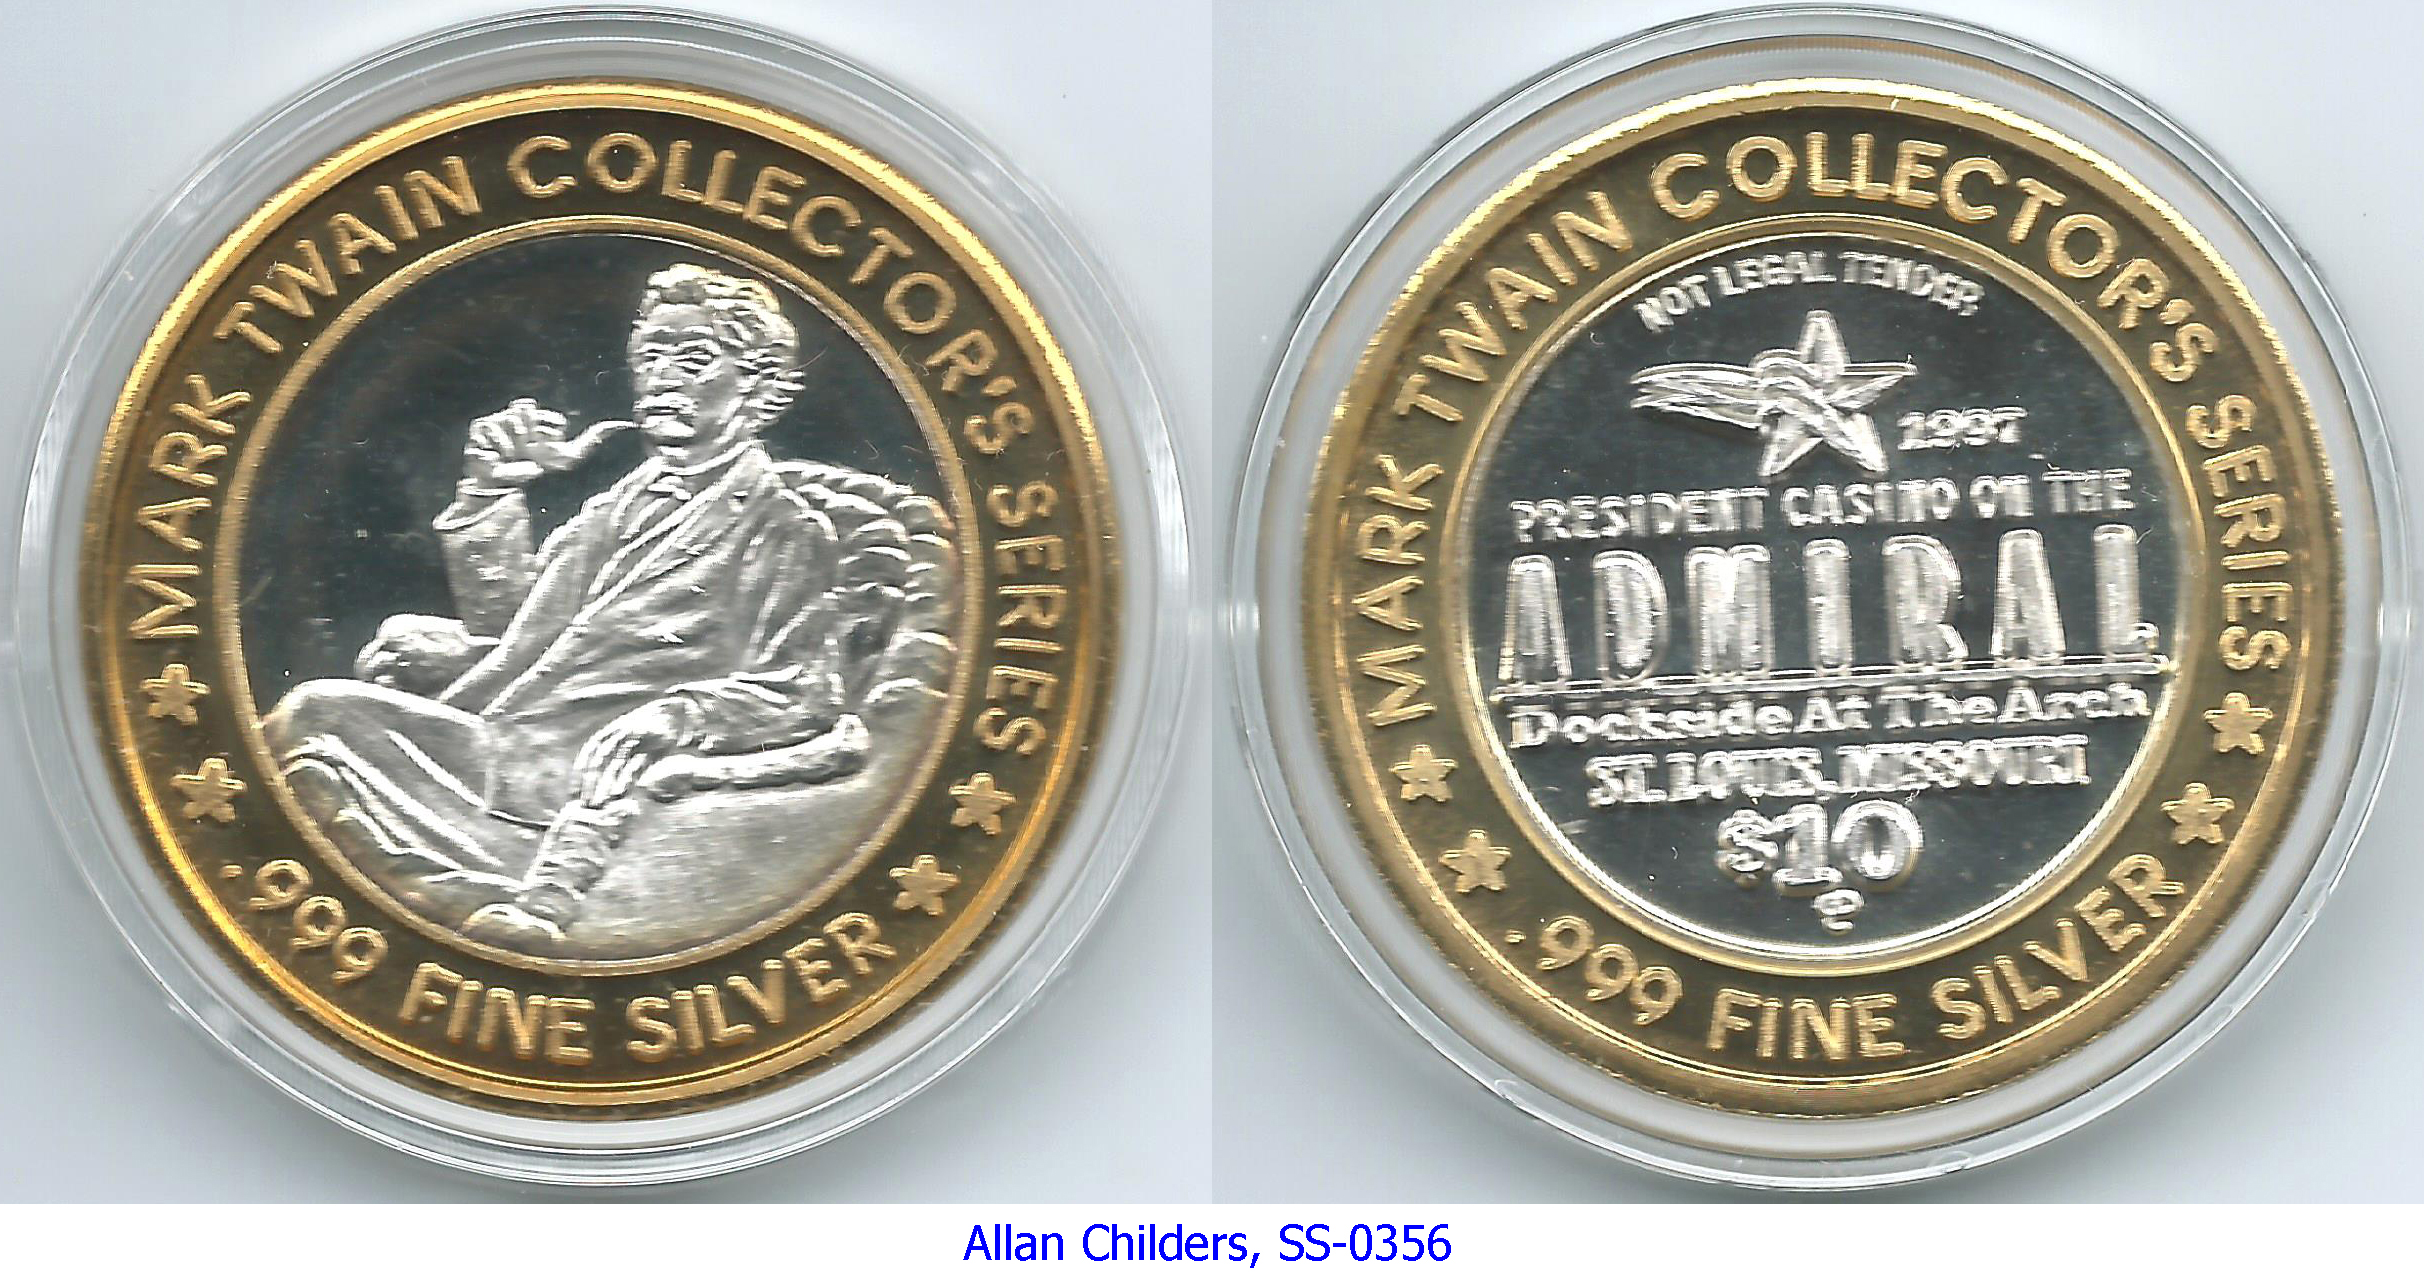 MARK TWAIN COLLECTOR'S SERIES
.999 FINE SILVER
MARK TWAIN COLLECTOR'S SERIES
NOT LEGAL TENDER
1997
PRESIDENT CASINO ON THE
ADMIRAL
Dockside At The Arch
ST. LOUIS, MISSOURI
$10
e
.999 FINE SILVER
Allan Childers, SS-0356